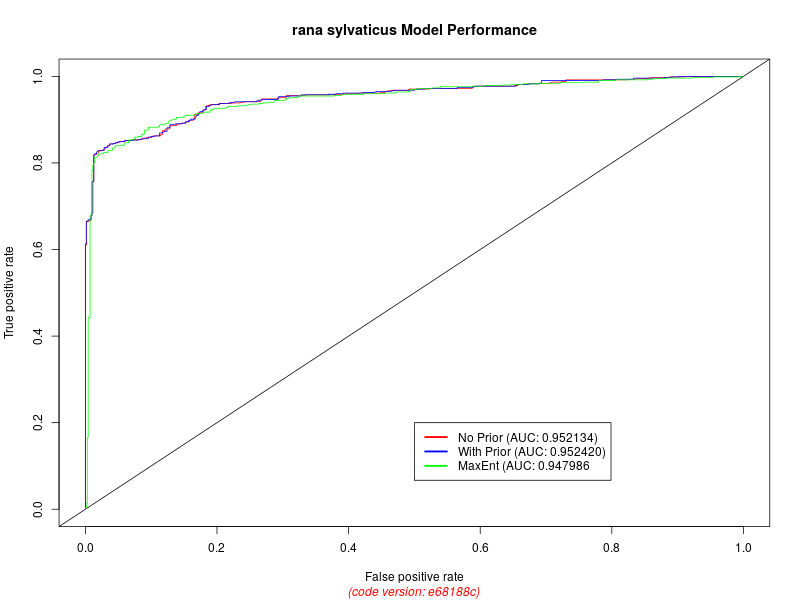 rana sylvaticus Model Performance
True positive rate
1.0
0.8
0.6
0.4
0.2
0.0
No Prior (AUC: 0.952134)
With Prior (AUC: 0.952420)
MaxEnt (AUC: 0.947986
0.0 0.2 0.4 0.6 0.8 1.0
False positive rate
(code version: e68188c)